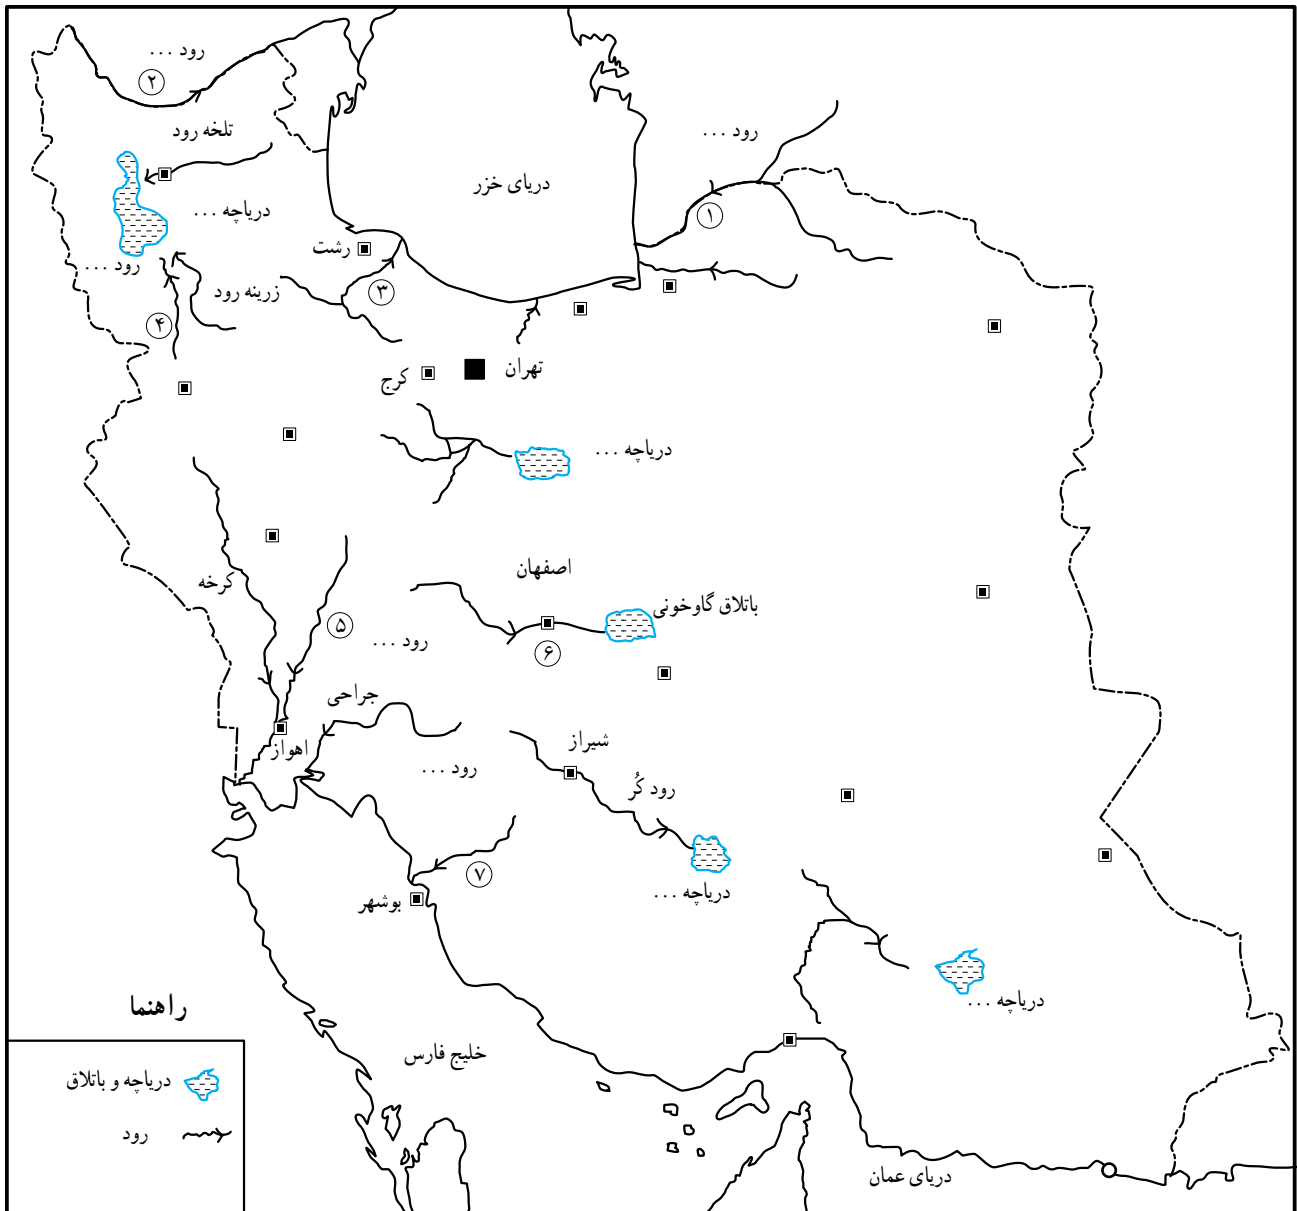 رود ...
۲
تلخه رود
دریاچه ...
رود ...
زرینه رود
۴
رشت
۳
دریای خزر
رود ...
۱
کرج
تهران
دریاچه ...
کرخه
۵
رود ...
اصفهان
باتلاق گاوخونی
۶
جراحی
اهواز
رود ...
شیراز
رود کُر
دریاچه ...
۷
بوشهر
دریاچه ...
خلیج فارس
دریای عمان
راهنما
دریاچه و باتلاق
رود